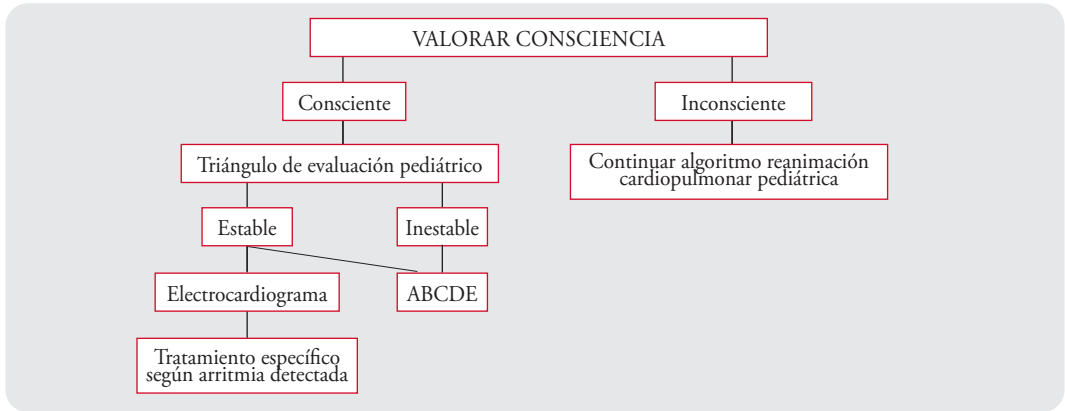 VALORAR CONSCIENCIA
Consciente
Inconsciente
Triángulo de evaluación pediátrico
Continuar algoritmo reanimación
cardiopulmonar pediátrica
Estable
Inestable
Electrocardiograma
ABCDE
Tratamiento específico
según arritmia detectada